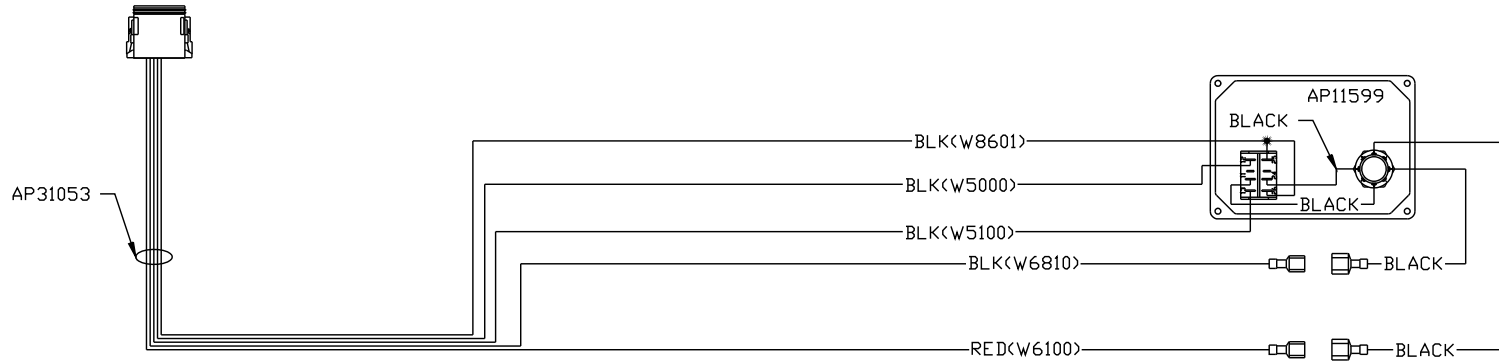 AP11599
BLACK
BLK(W8601)
BLK(W5000)
AP31053
BLACK
BLK(W5100)
BLK(W6810)
BLACK
RED(W6100)
BLACK